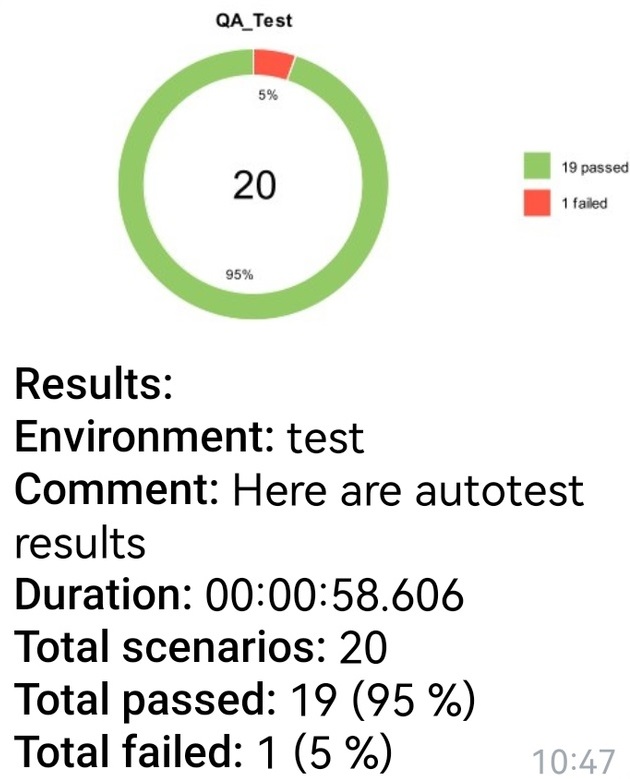 QA_Test
5%
20
95%
19 passed
1 failed
Results:
Environment: test
Comment: Here are autotest
results
Duration: 00:00:58.606
Total scenarios: 20
Total passed: 19 (95 %)
Total failed: 1 (5 %)
10:47